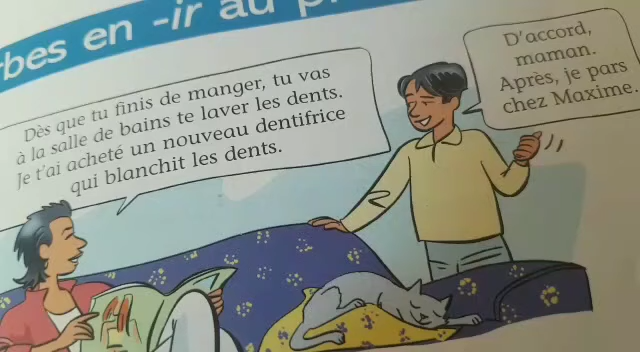 en -ir au
Dès que tu finis de manger, tu vas
à la salle de bains te laver les dents.
Je t'ai acheté un nouveau dentifrice
qui blanchit les dents.
D'accord,
maman.
Après, je pars
chez Maxime.